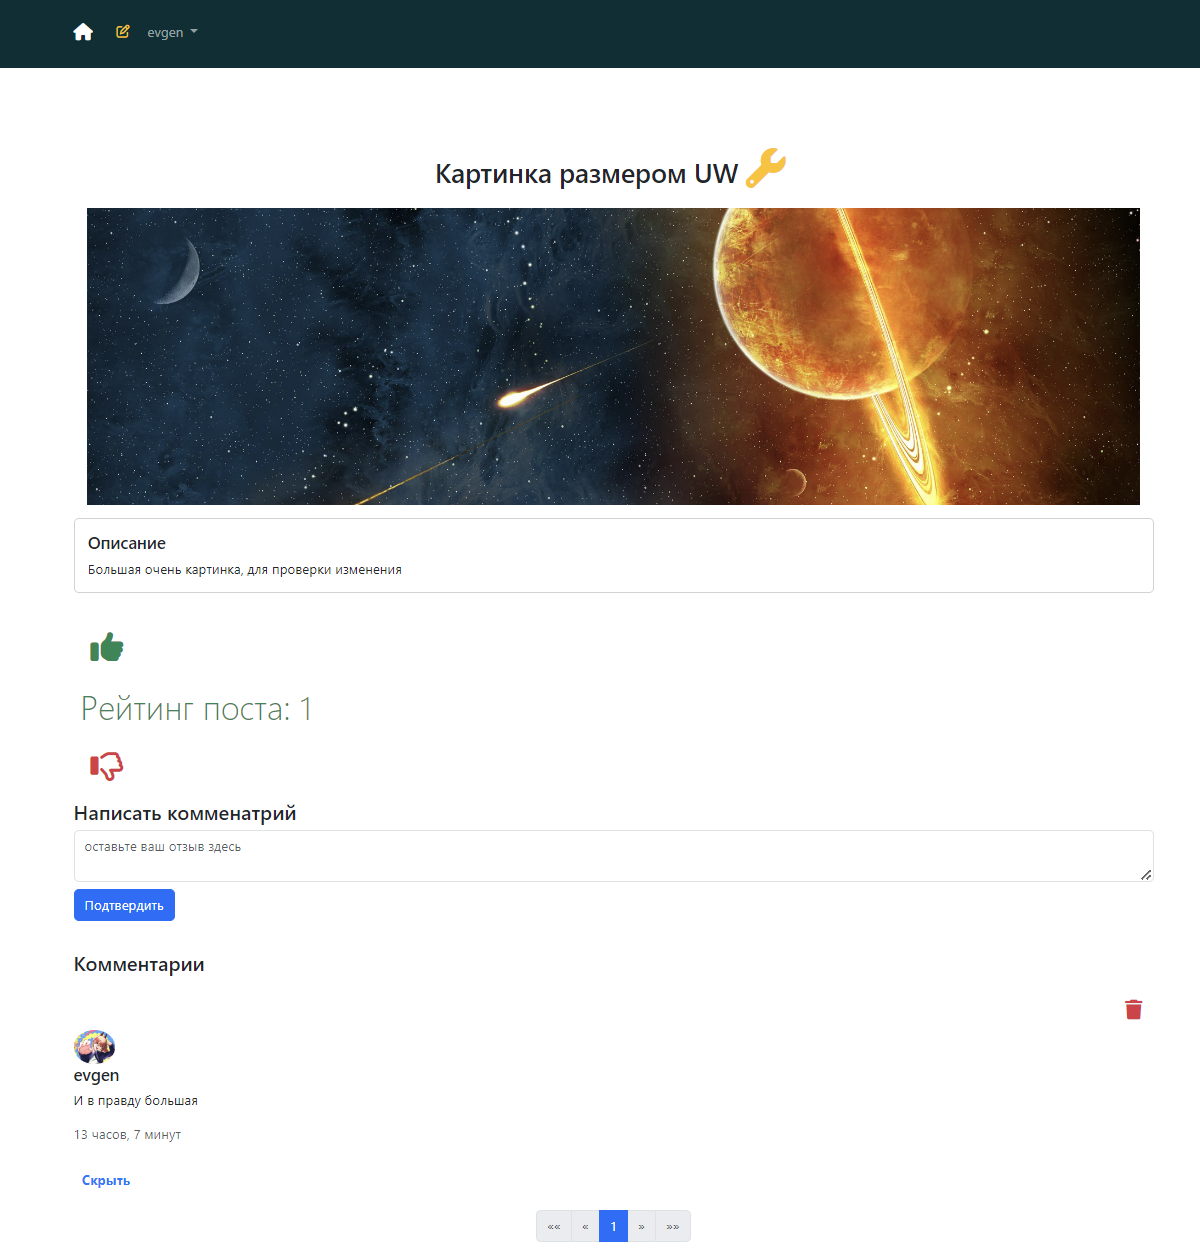 evgen
Картинка размером UW
Описание
Большая очень картинка, для проверки изменения
Рейтинг поста: 1
Написать комменатрий
оставьте ваш отзыв здесь
Подтвердить
Комментарии
evgen
И в правду большая
13 часов, 7 минут
Скрыть
«« « 1 » »»